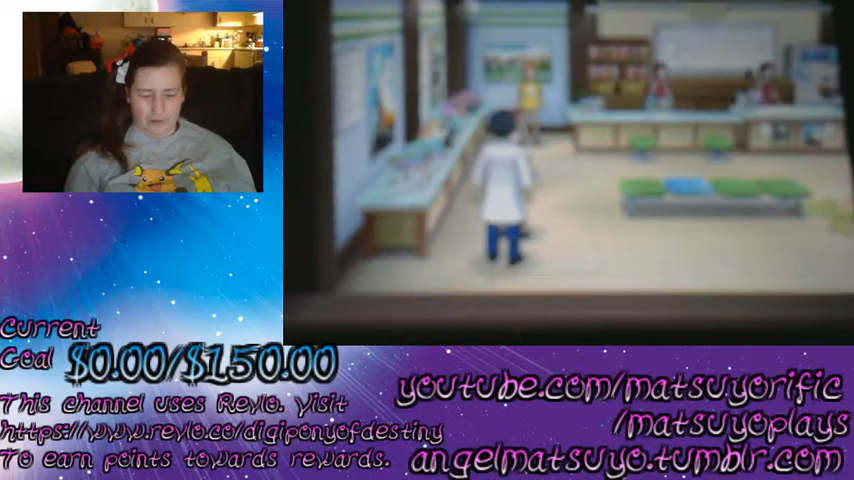 Current
Goal $0.00/$150.00
This channel uses Revlo. Visit
https://www.revlo.co/digiponyofdestiny
To earn points towards rewards.
youtube.com/matsuyorific
/matsuyoplays
angelmatsuyo.tumblr.com